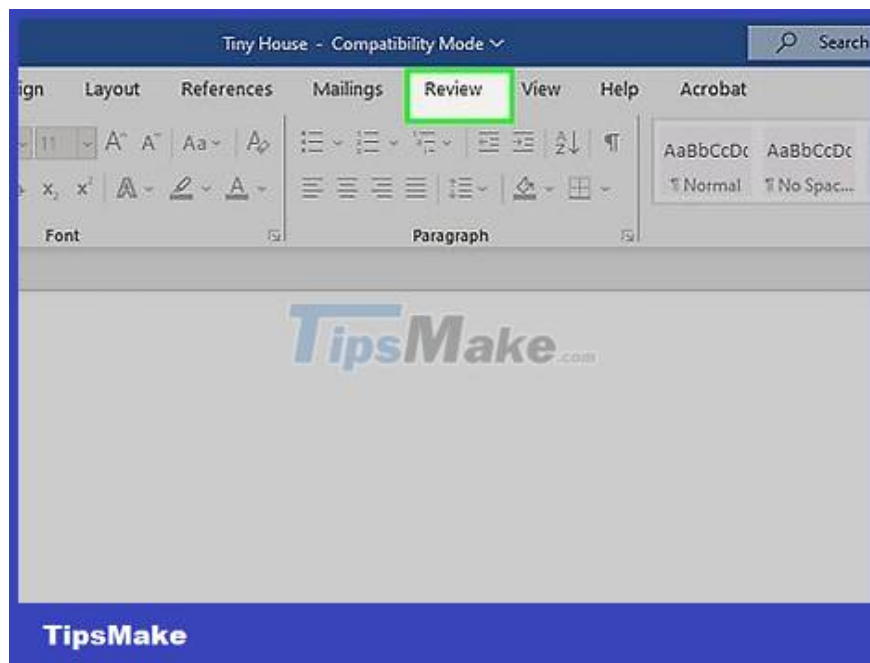 Tiny House - Compatibility Mode
Search
ign Layout References Mailings Review View Help Acrobat
11 Aa
AaBbCcDc AaBbCcDc
¶ Normal ¶ No Spac...
Font Paragraph
TipsMake.com
TipsMake